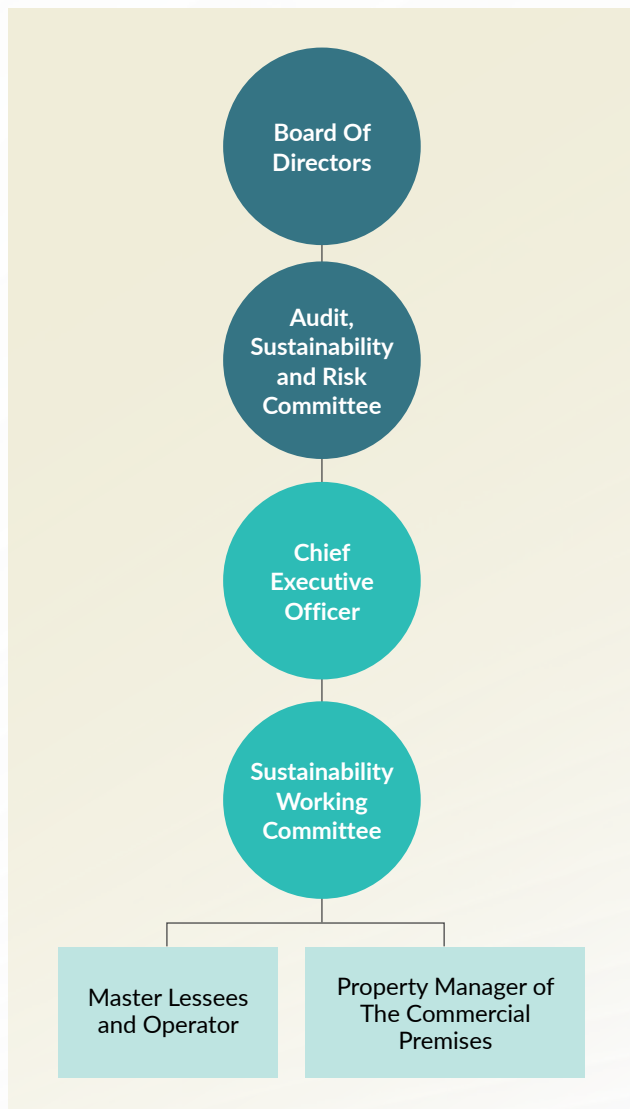 Board Of
Directors
Audit,
Sustainability
and Risk
Committee
Chief
Executive
Officer
Sustainability
Working
Committee
Master Lessees
and Operator
Property Manager of
The Commercial
Premises